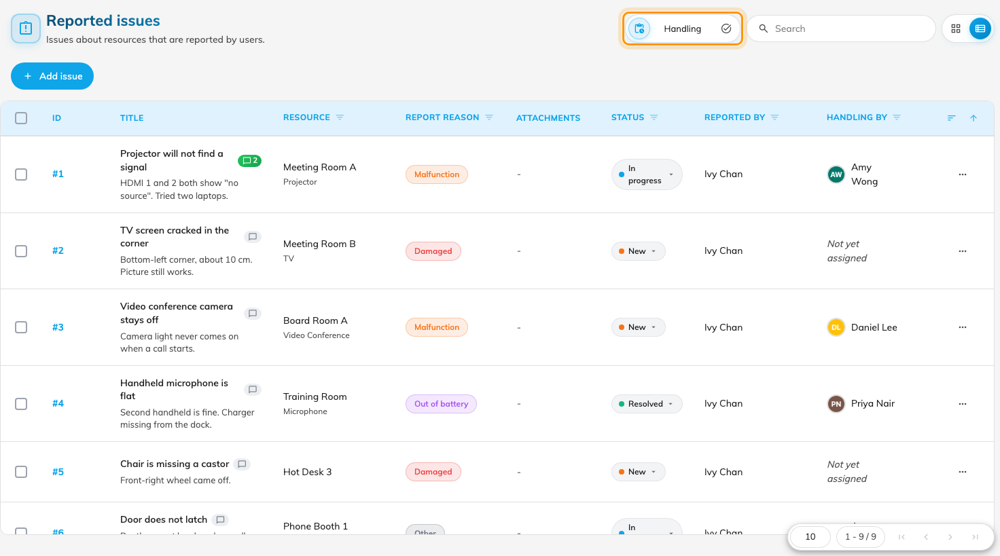 Reported issues
Issues about resources that are reported by users.
Handling
Search
Add issue
ID
TITLE
RESOURCE
REPORT REASON
ATTACHMENTS
STATUS
REPORTED BY
HANDLING BY
#1
Projector will not find a
signal
2
HDMI 1 and 2 both show "no
source". Tried two laptops.
Meeting Room A
Projector
Malfunction
-
In
progress
Ivy Chan
AW
Amy
Wong
#2
TV screen cracked in the
corner
Bottom-left corner, about 10 cm.
Picture still works.
Meeting Room B
TV
Damaged
-
New
Ivy Chan
Not yet
assigned
#3
Video conference camera
stays off
Camera light never comes on
when a call starts.
Board Room A
Video Conference
Malfunction
-
New
Ivy Chan
DL
Daniel Lee
#4
Handheld microphone is
flat
Second handheld is fine. Charger
missing from the dock.
Training Room
Microphone
Out of battery
-
Resolved
Ivy Chan
PN
Priya Nair
#5
Chair is missing a castor
Front-right wheel came off.
Hot Desk 3
Damaged
-
New
Ivy Chan
Not yet
assigned
#6
Door does not latch
Phone Booth 1
Other
-
In
Ivy Chan
10
1 - 9 / 9